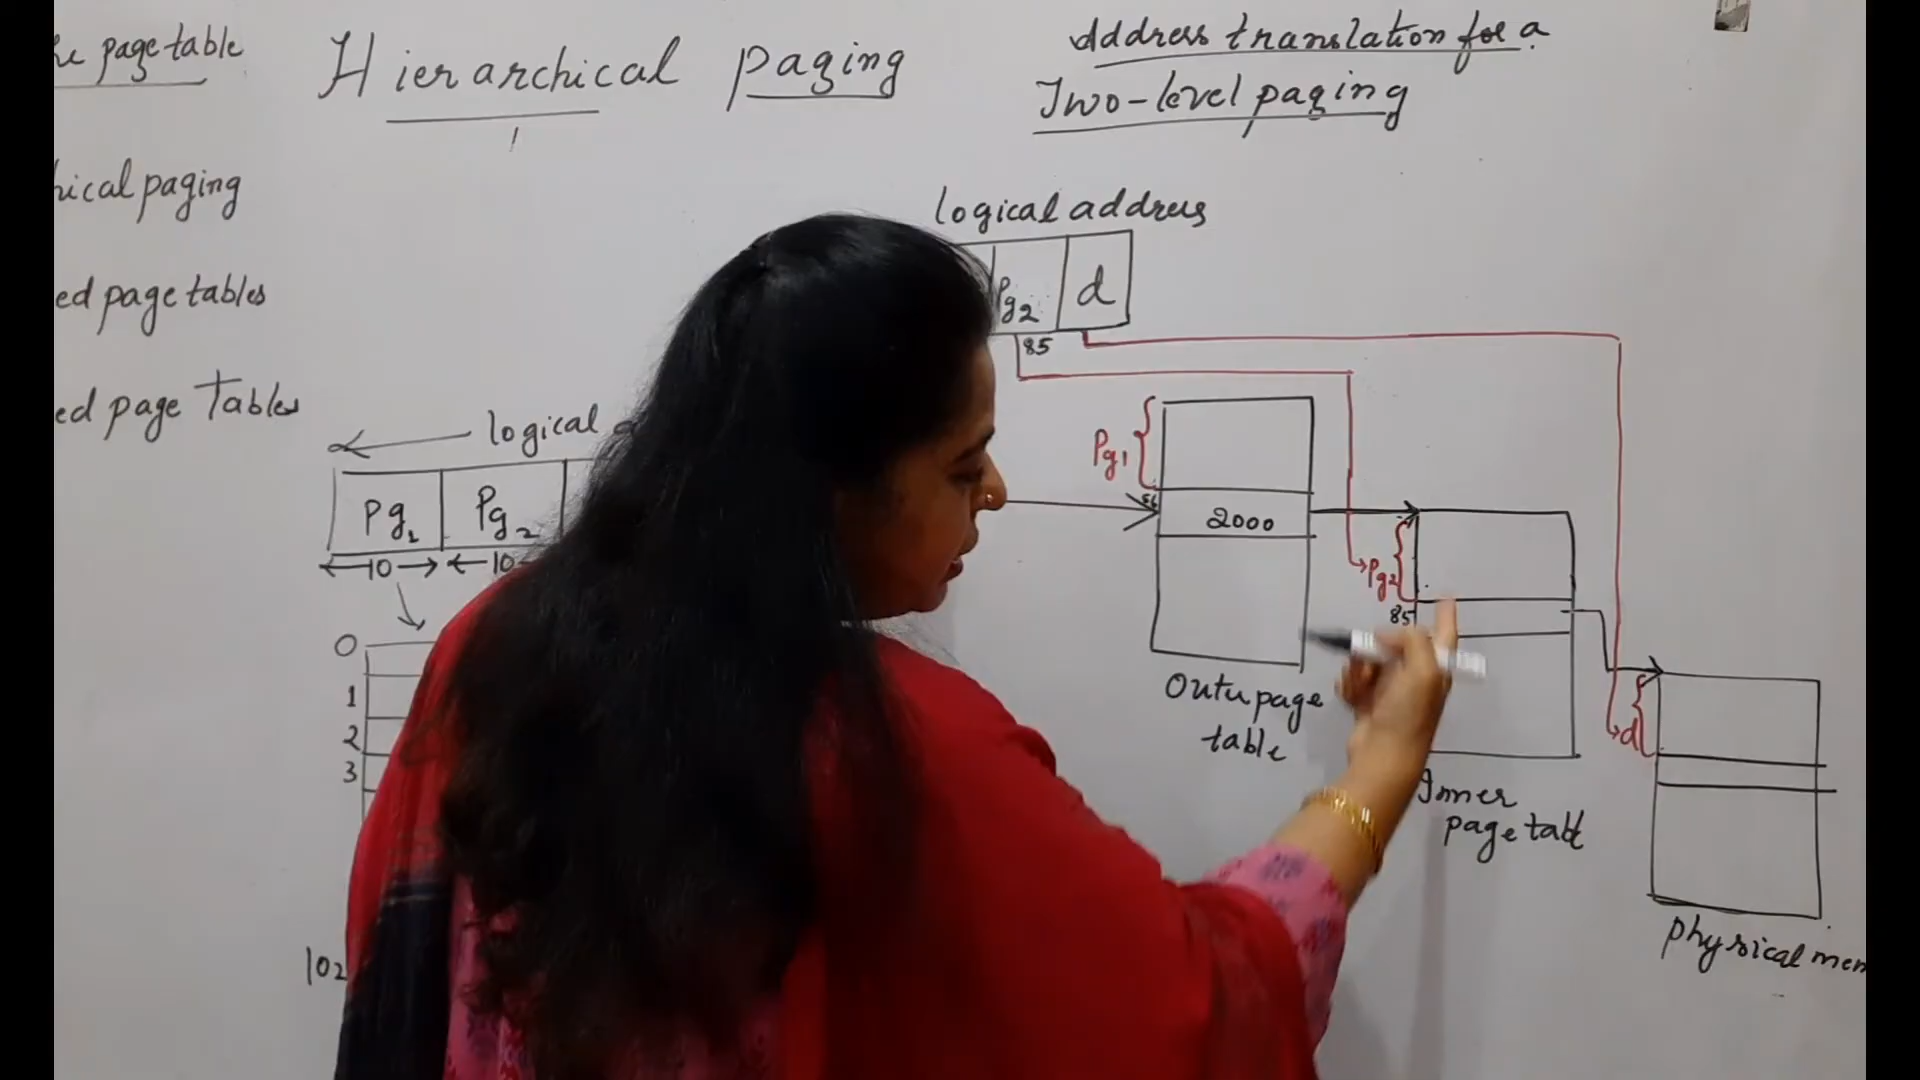 page table
Hierarchical paging
Address translation for a
Two-level paging
hical paging
ed page tables
ed page Tables
logical address
Pg2
d
85
logical
Pg1
Pg2
10
10
0
1
2
3
102
Pg1
56
2000
Outer page
table
Pg2
85
Inner
page table
d
physical mem